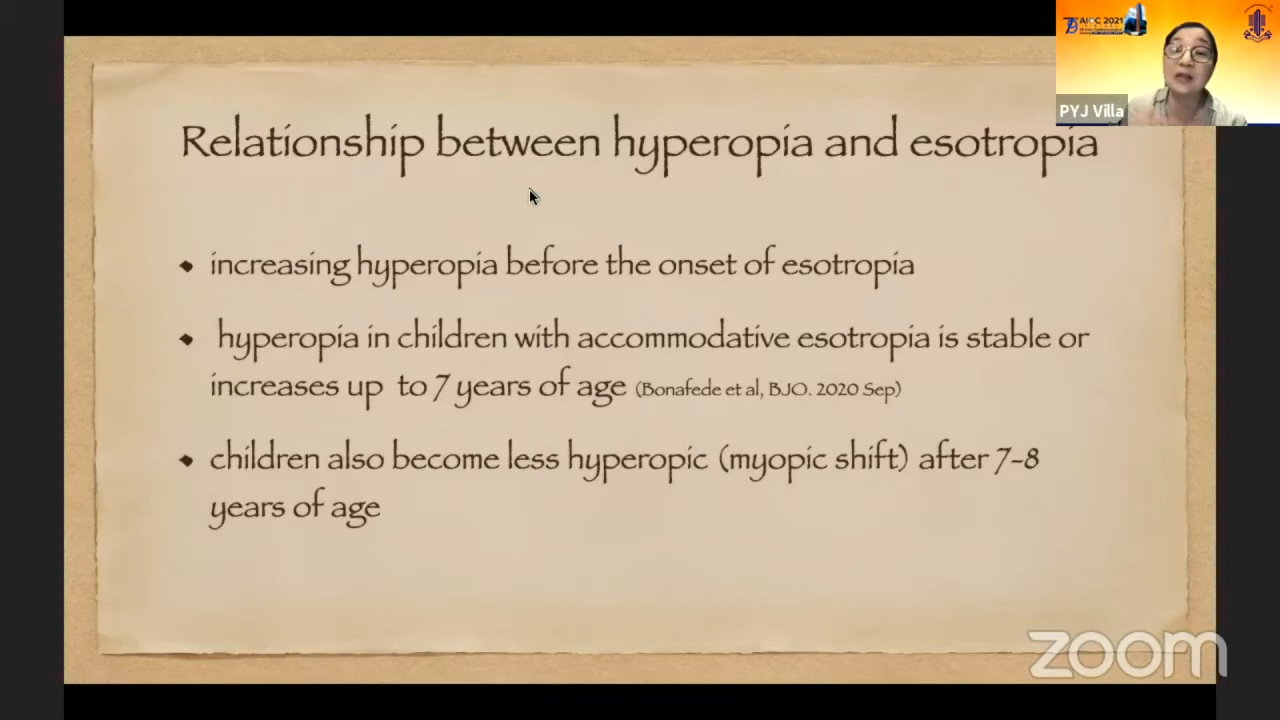 AIOC 2021
PYJ Villa
Relationship between hyperopia and esotropia
increasing hyperopia before the onset of esotropia
hyperopia in children with accommodative esotropia is stable or
increases up to 7 years of age (Bonafede et al, BJO. 2020 Sep)
children also become less hyperopic (myopic shift) after 7-8
years of age
zoom